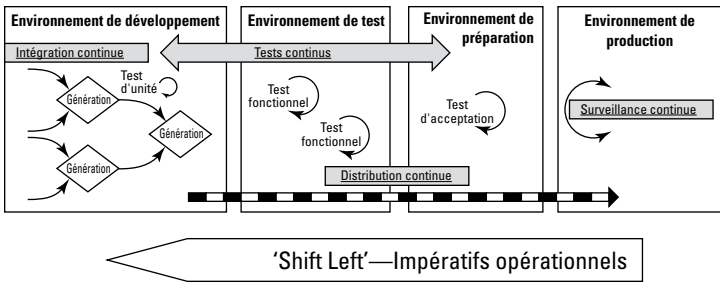 Environnement de développement
Intégration continue
Génération
Test
d'unité
Génération
Génération
Environnement de test
Tests continus
Test
fonctionnel
Test
fonctionnel
Distribution continue
Environnement de
préparation
Test
d'acceptation
Environnement de
production
Surveillance continue
'Shift Left'—Impératifs opérationnels